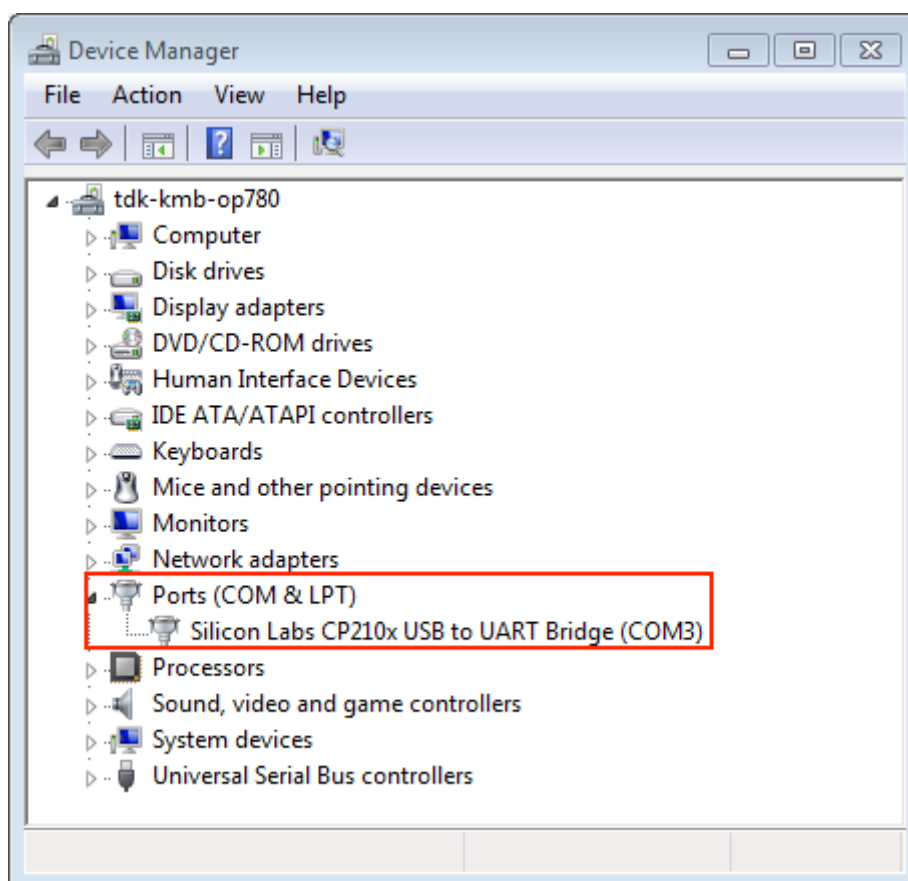 Device Manager
File Action View Help
?
tdk-kmb-op780
Computer
Disk drives
Display adapters
DVD/CD-ROM drives
Human Interface Devices
IDE ATA/ATAPI controllers
Keyboards
Mice and other pointing devices
Monitors
Network adapters
Ports (COM & LPT)
Silicon Labs CP210x USB to UART Bridge (COM3)
Processors
Sound, video and game controllers
System devices
Universal Serial Bus controllers